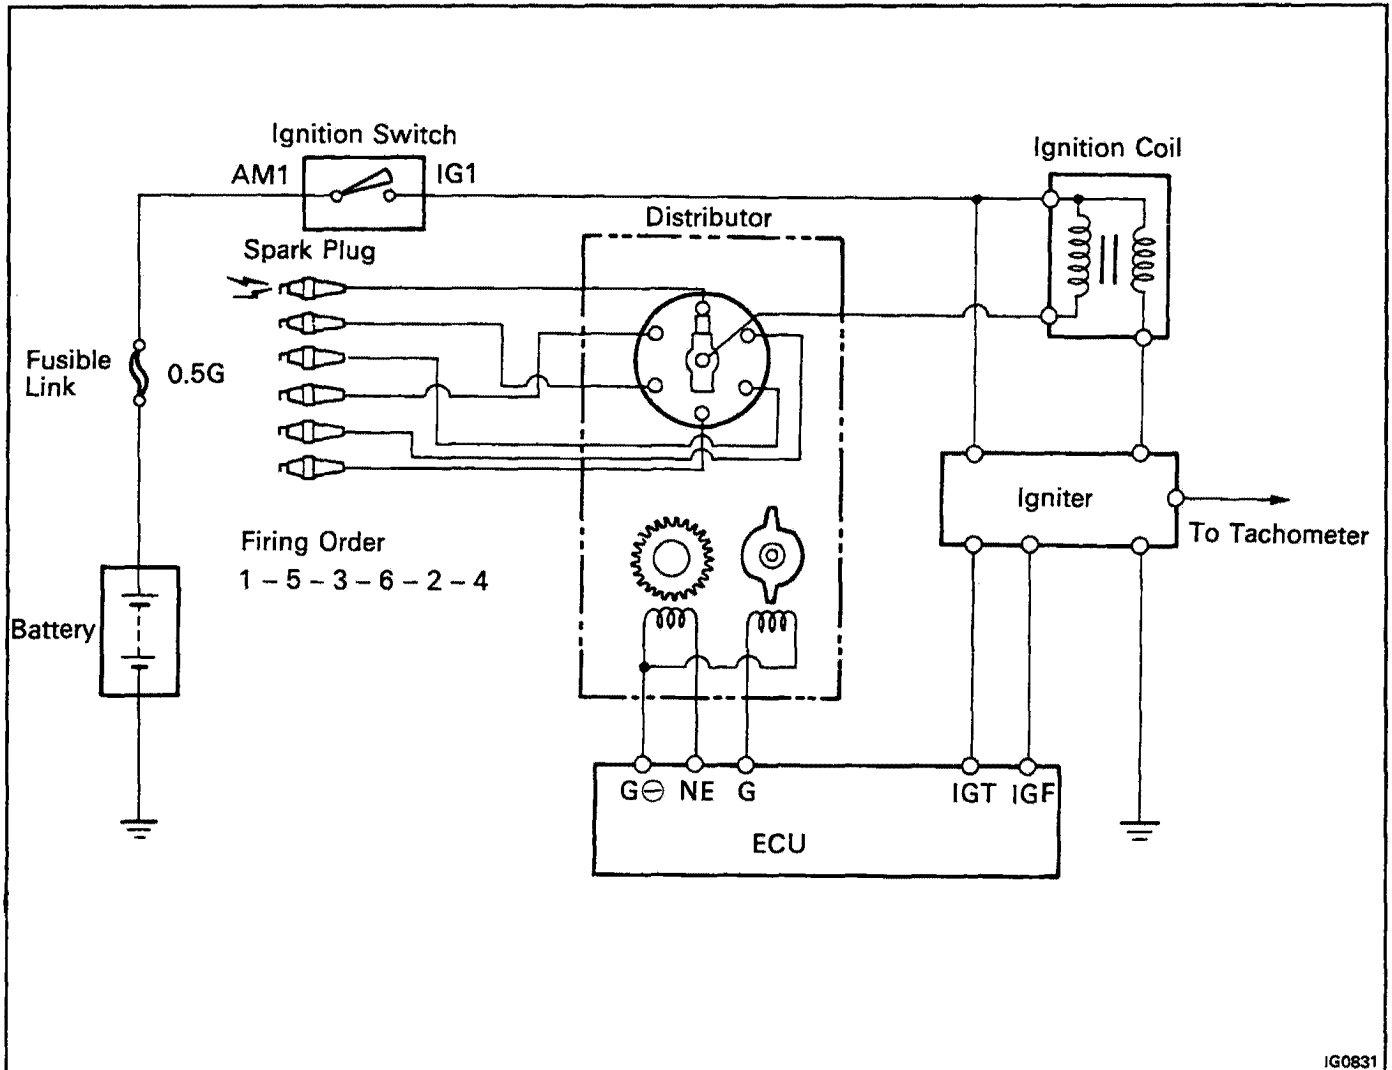 Ignition Switch
AM1
IG1
Ignition Coil
Distributor
Spark Plug
Fusible
Link
0.5G
Igniter
To Tachometer
Firing Order
1 – 5 – 3 – 6 – 2 – 4
Battery
G⊖ NE G
IGT IGF
ECU
IG0831